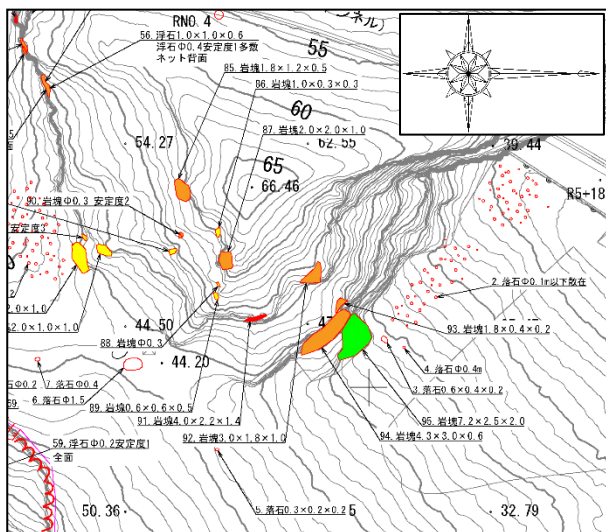 RN0.4
ンネル)
56. 浮石1.0×1.0×0.6
浮石Φ0.4安定度1多数
ネット背面
55
85. 岩塊1.8×1.2×0.5
86. 岩塊1.0×0.3×0.3
60
87. 岩塊2.0×2.0×1.0
54.27
62.55
39.44
65
66.46
R5+18
90. 岩塊Φ0.3 安定度2
安定度3
2. 落石Φ0.1m以下散在
2.0×1.0
2.0×1.0×1.0
44.50
93. 岩塊1.8×0.4×0.2
88. 岩塊Φ0.3
44.20
4. 落石Φ0.4m
石Φ0.2
7. 落石Φ0.4
3. 落石0.6×0.4×0.2
6. 落石Φ1.5
89. 岩塊0.6×0.6×0.5
91. 岩塊4.0×2.2×1.4
95. 岩塊7.2×2.5×2.0
92. 岩塊3.0×1.8×1.0
94. 岩塊4.3×3.0×0.6
59. 浮石Φ0.2安定度1
全面
50.36
5. 落石0.3×0.2×0.2
5
32.79